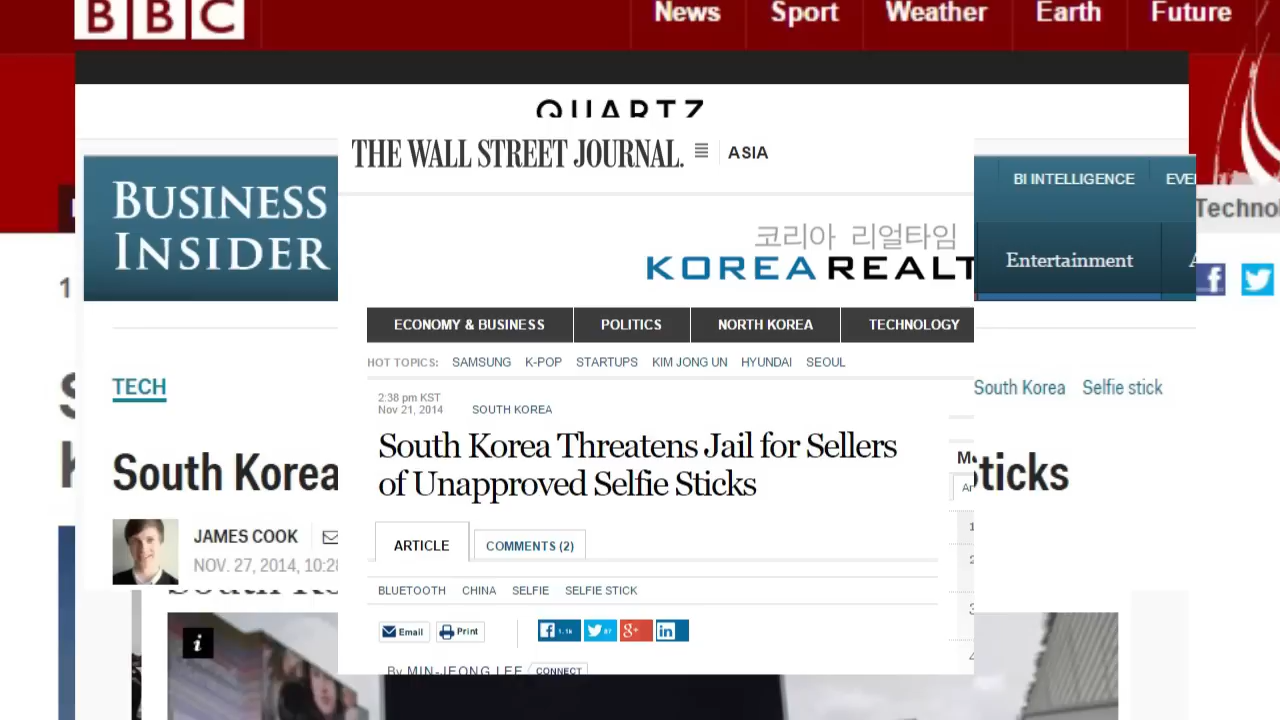 BBC
News Sport Weather Earth Future
QUARTZ
THE WALL STREET JOURNAL. ASIA
BUSINESS
INSIDER
BI INTELLIGENCE
코리아 리얼타임
KOREA REALT
Entertainment
ECONOMY & BUSINESS POLITICS NORTH KOREA TECHNOLOGY
HOT TOPICS: SAMSUNG K-POP STARTUPS KIM JONG UN HYUNDAI SEOUL
TECH
South Korea Selfie stick
2:38 pm KST
Nov 21, 2014 SOUTH KOREA
South Korea Threatens Jail for Sellers
of Unapproved Selfie Sticks
South Korea
Sticks
JAMES COOK
NOV. 27, 2014, 10:28
ARTICLE COMMENTS (2)
BLUETOOTH CHINA SELFIE SELFIE STICK
Email Print 1.1k 87
By MIN-JEONG LEE CONNECT